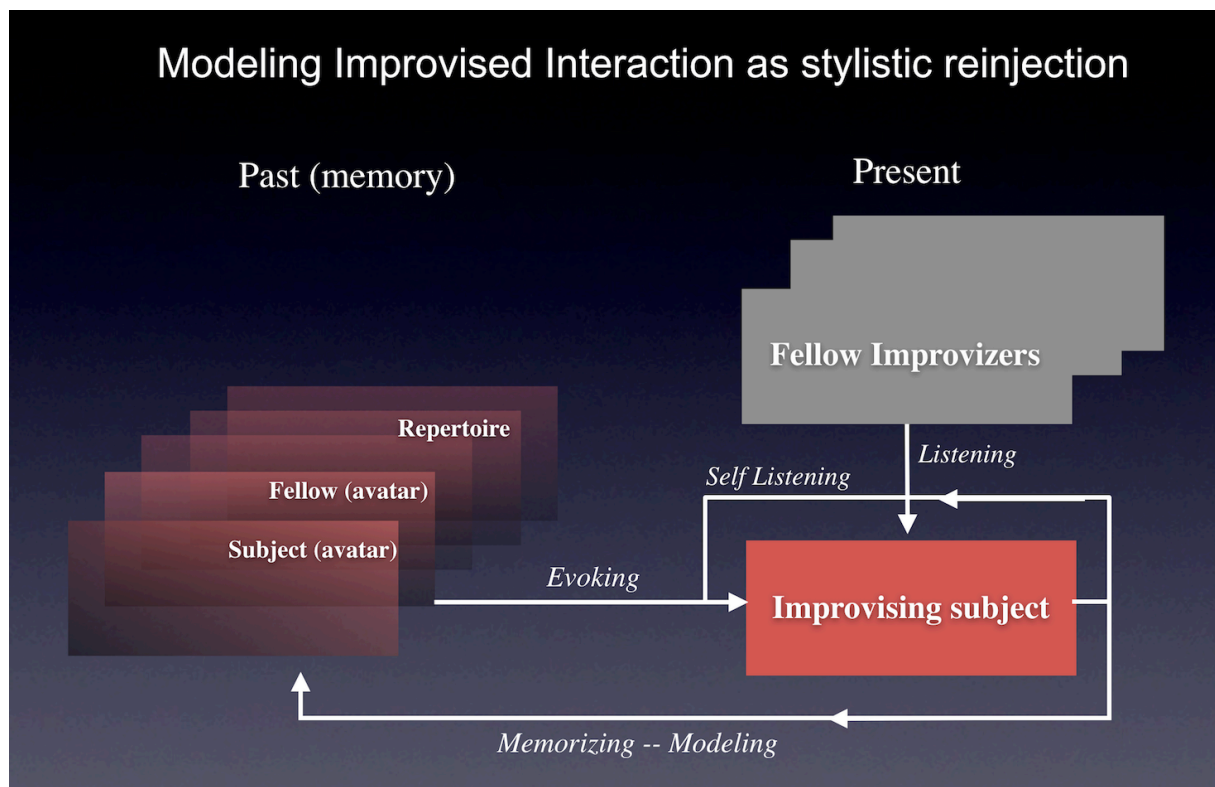 Modeling Improvised Interaction as stylistic reinjection
Past (memory)
Present
Fellow Improvizers
Repertoire
Listening
Self Listening
Fellow (avatar)
Subject (avatar)
Evoking
Improvising subject
Memorizing -- Modeling